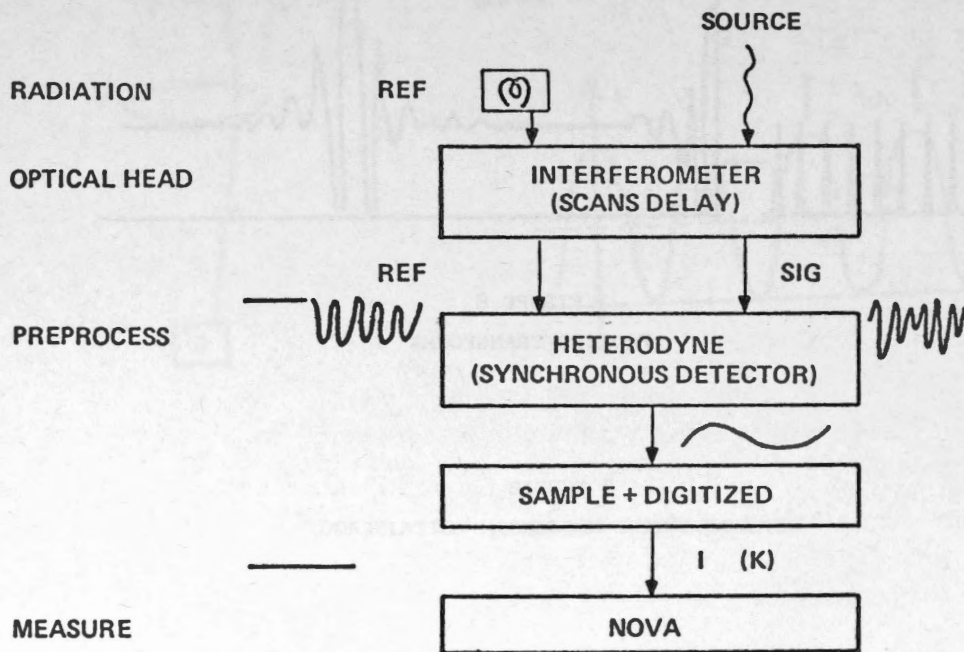 SOURCE
RADIATION REF
OPTICAL HEAD
INTERFEROMETER
(SCANS DELAY)
REF SIG
PREPROCESS
HETERODYNE
(SYNCHRONOUS DETECTOR)
SAMPLE + DIGITIZED
I (K)
MEASURE
NOVA